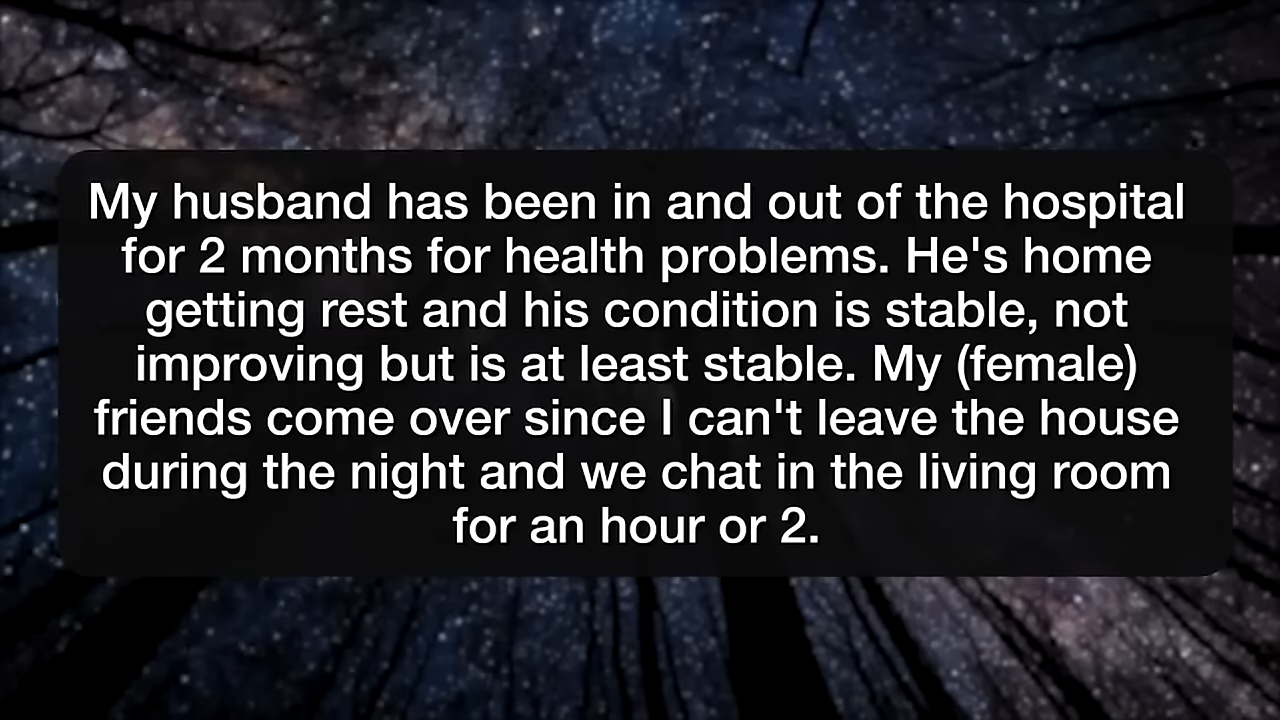 My husband has been in and out of the hospital
for 2 months for health problems. He's home
getting rest and his condition is stable, not
improving but is at least stable. My (female)
friends come over since I can't leave the house
during the night and we chat in the living room
for an hour or 2.